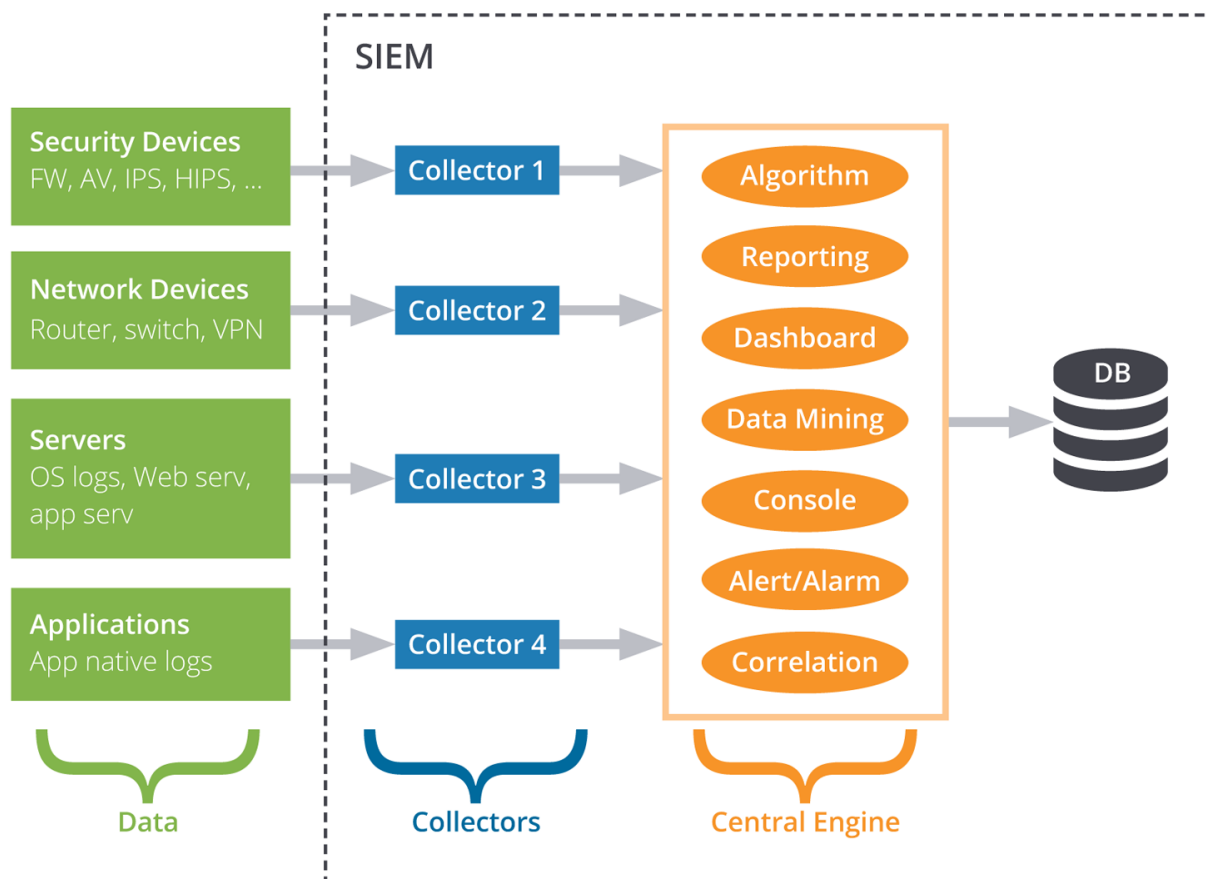 SIEM
Security Devices
FW, AV, IPS, HIPS, ...
Collector 1
Network Devices
Router, switch, VPN
Collector 2
Servers
OS logs, Web serv,
app serv
Collector 3
Applications
App native logs
Collector 4
Algorithm
Reporting
Dashboard
Data Mining
Console
Alert/Alarm
Correlation
DB
Data
Collectors
Central Engine